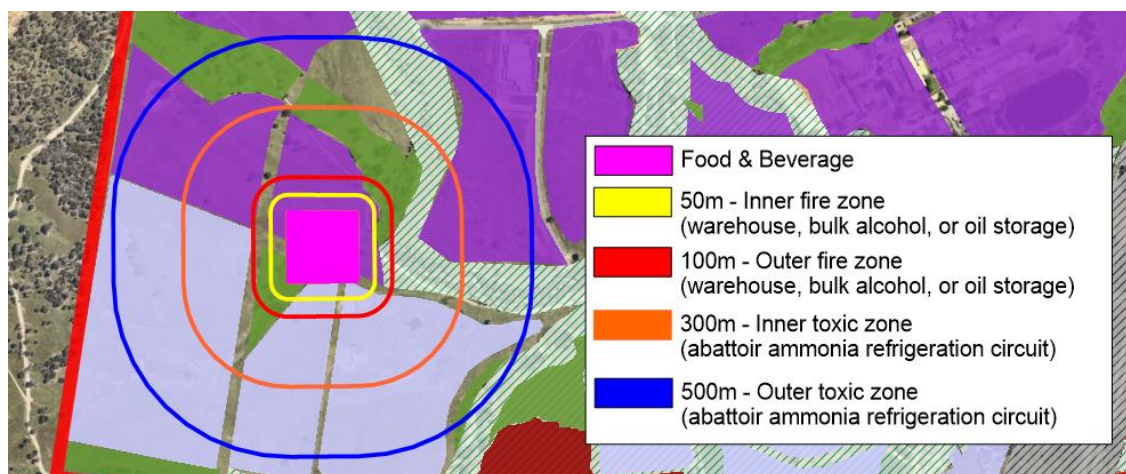 Food & Beverage
50m - Inner fire zone
(warehouse, bulk alcohol, or oil storage)
100m - Outer fire zone
(warehouse, bulk alcohol, or oil storage)
300m - Inner toxic zone
(abattoir ammonia refrigeration circuit)
500m - Outer toxic zone
(abattoir ammonia refrigeration circuit)